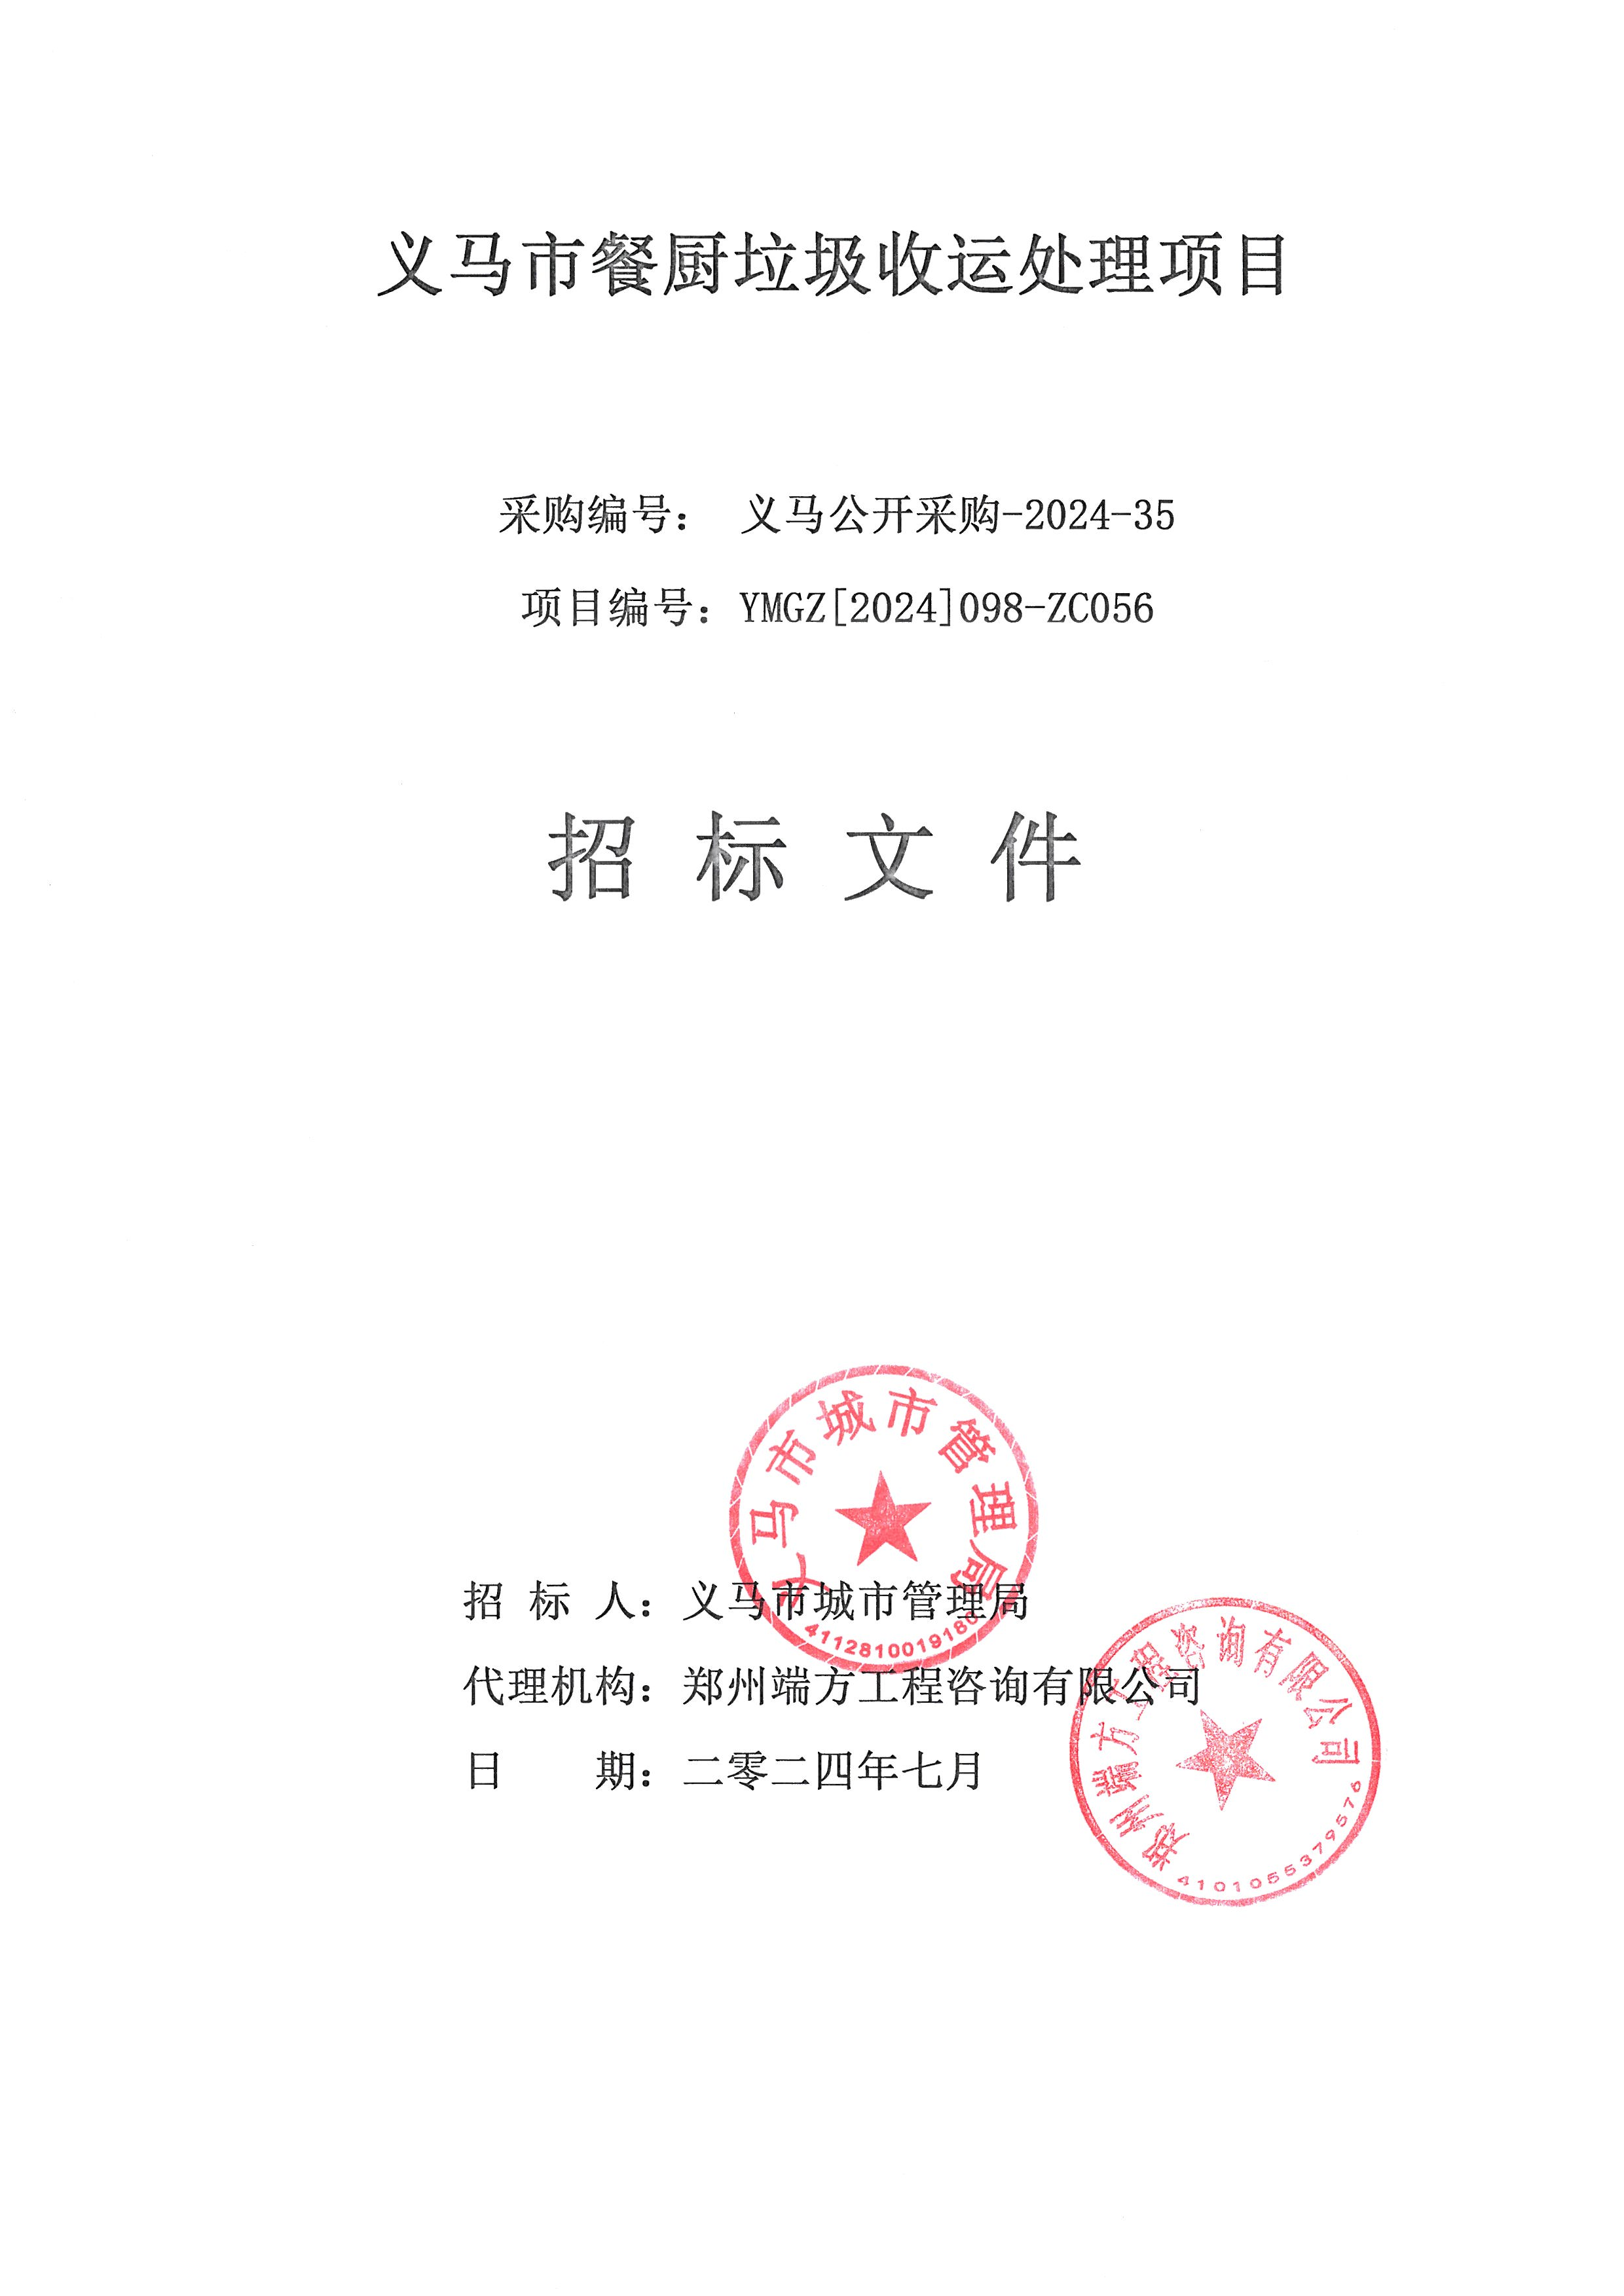 义马市餐厨垃圾收运处理项目
采购编号： 义马公开采购-2024-35
项目编号：YMGZ[2024]098-ZC056
招 标 文 件
义马市城市管理局
4112810019180
招 标 人：义马市城市管理局
代理机构：郑州端方工程咨询有限公司
日 期：二零二四年七月
郑州端方工程咨询有限公司
4101055379576